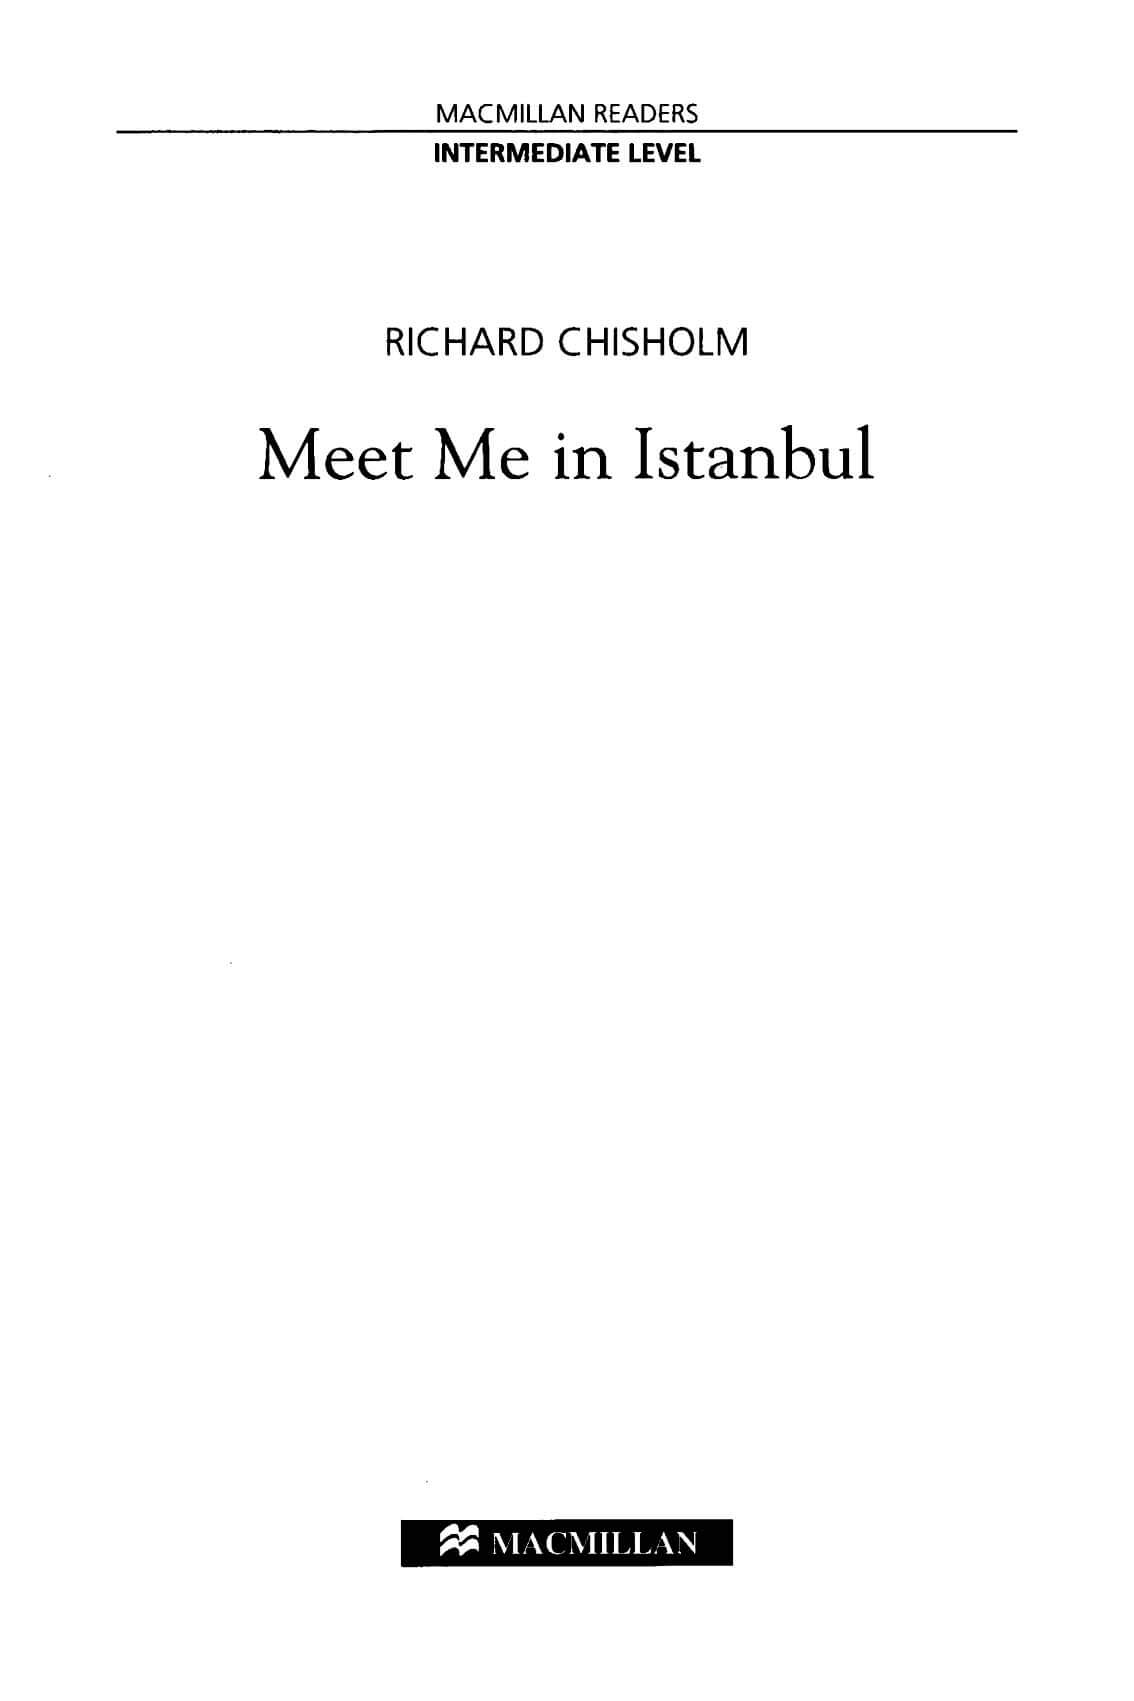 MACMILLAN READERS
INTERMEDIATE LEVEL
RICHARD CHISHOLM
Meet Me in Istanbul
MACMILLAN